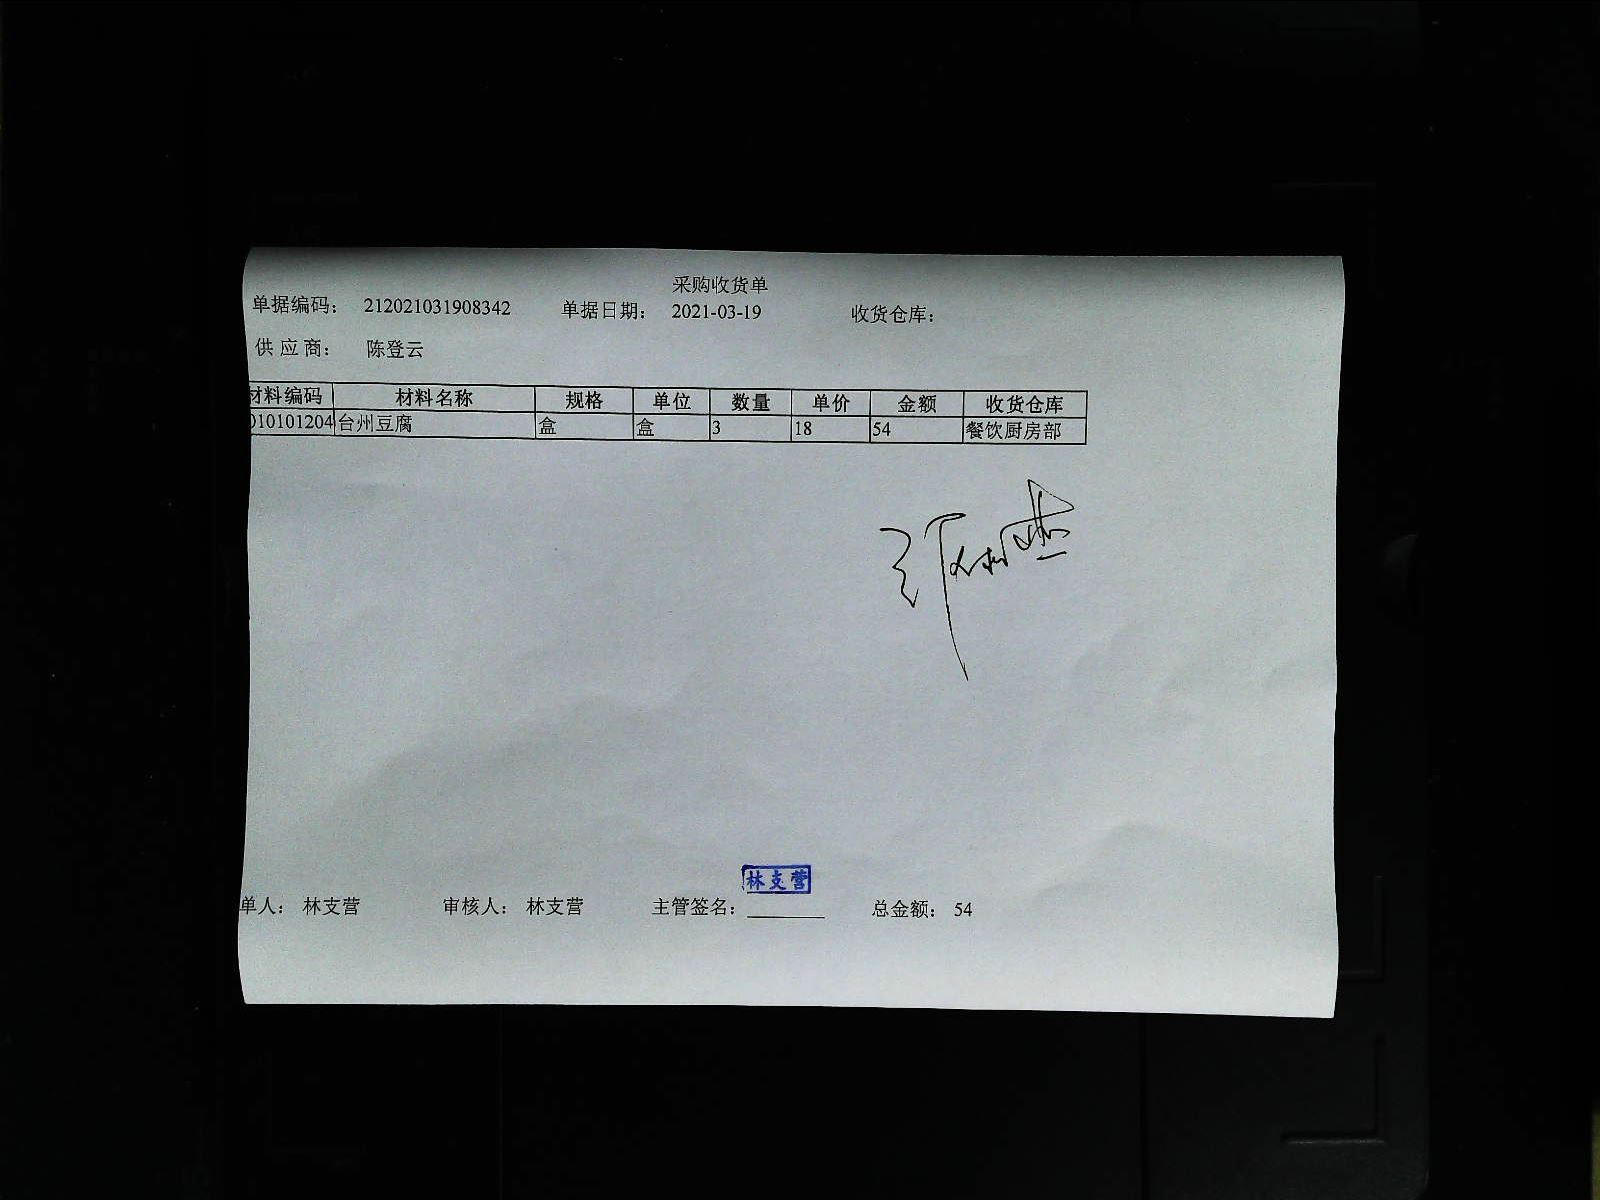 采购收货单
单据编码： 212021031908342 单据日期： 2021-03-19 收货仓库：
供应商： 陈登云
材料编码 材料名称 规格 单位 数量 单价 金额 收货仓库
010101204 台州豆腐 盒 盒 3 18 54 餐饮厨房部
林支营
单人： 林支营 审核人： 林支营 主管签名： 总金额： 54